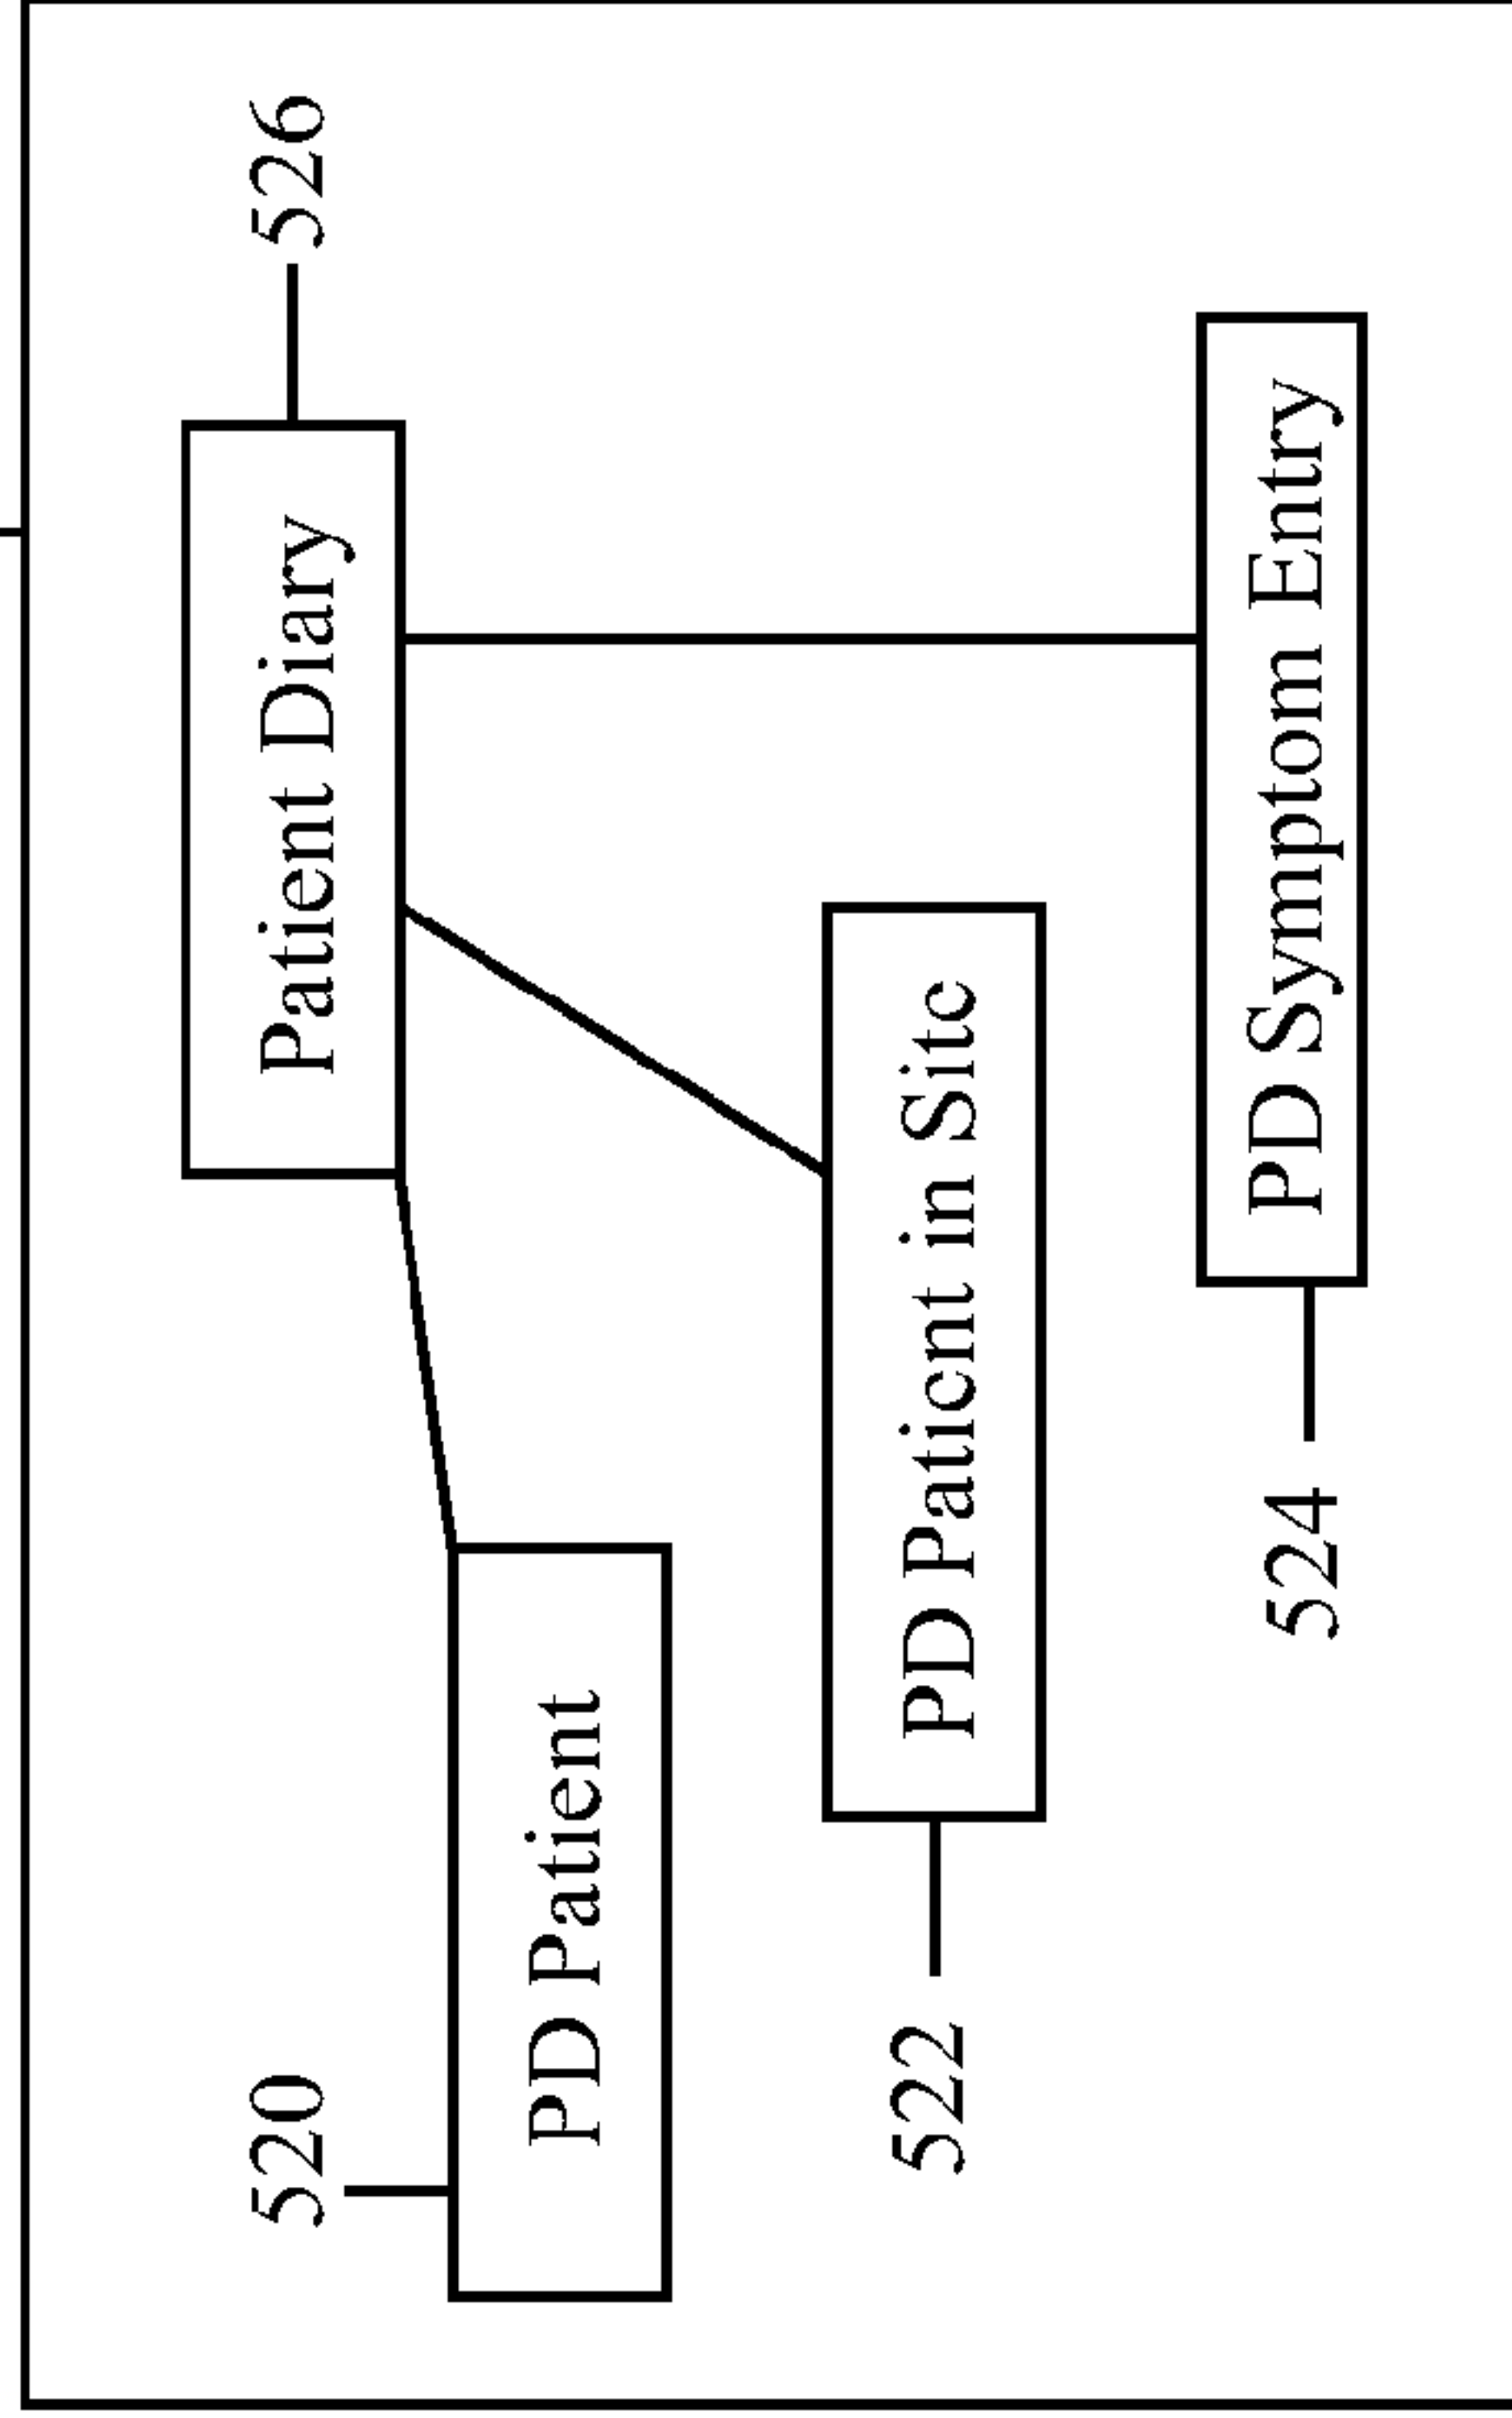 520
Patient Diary
526
PD Patient
522
PD Patient in Site
524
PD Symptom Entry